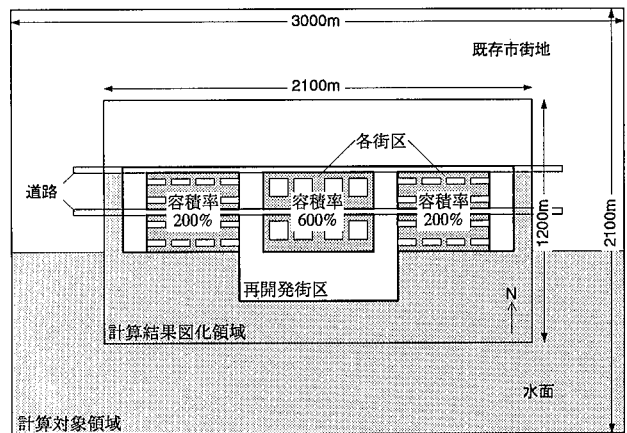 3000m
既存市街地
2100m
各街区
道路
容積率
200%
容積率
600%
容積率
200%
1200m
2100m
再開発街区
N
計算結果図化領域
水面
計算対象領域